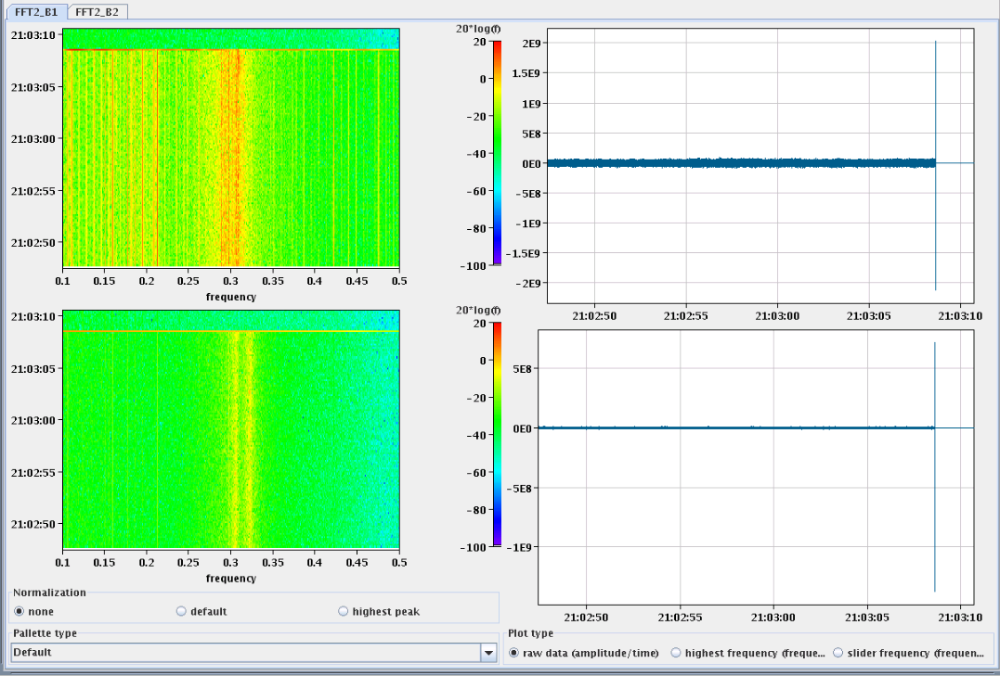 FFT2_B1 FFT2_B2
20*log(f)
21:03:10
21:03:05
21:03:00
21:02:55
21:02:50
0.1 0.15 0.2 0.25 0.3 0.35 0.4 0.45 0.5
frequency
20
0
-20
-40
-60
-80
-100
2E9
1.5E9
1E9
5E8
0E0
-5E8
-1E9
-1.5E9
-2E9
21:02:50 21:02:55 21:03:00 21:03:05 21:03:10
20*log(f)
21:03:10
21:03:05
21:03:00
21:02:55
21:02:50
0.1 0.15 0.2 0.25 0.3 0.35 0.4 0.45 0.5
frequency
20
0
-20
-40
-60
-80
-100
5E8
0E0
-5E8
-1E9
21:02:50 21:02:55 21:03:00 21:03:05 21:03:10
Normalization
none default highest peak
Pallette type
Default
Plot type
raw data (amplitude/time) highest frequency (freque... slider frequency (frequen...